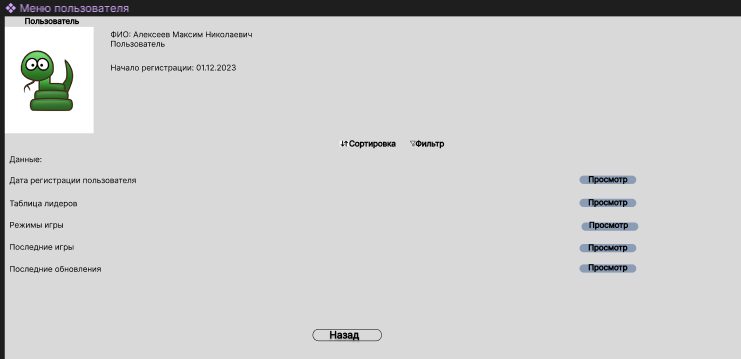 Меню пользователя
Пользователь
ФИО: Алексеев Максим Николаевич
Пользователь
Начало регистрации: 01.12.2023
Сортировка Фильтр
Данные:
Дата регистрации пользователя Просмотр
Таблица лидеров Просмотр
Режимы игры Просмотр
Последние игры Просмотр
Последние обновления Просмотр
Назад